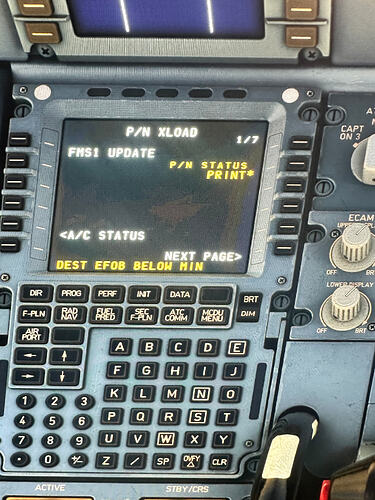 P/N XLOAD
1/7
FMS1 UPDATE
P/N STATUS
PRINT*
<A/C STATUS
NEXT PAGE>
DEST EFOB BELOW MIN
CAPT
ON 3
ECAM
OFF BRT
LOWER DISPLAY
OFF BRT
DIR PROG PERF INIT DATA
BRT
F-PLN RAD NAV FUEL PRED SEC F-PLN ATC COMM MCDU MENU
DIM
AIR PORT
← ↑
→ ↓
A B C D E
F G H I J
K L M N O
P Q R S T
U V W X Y
Z / SP OVFY △ CLR
1 2 3
4 5 6
7 8 9
. 0 +/-
ACTIVE STBY/CRS